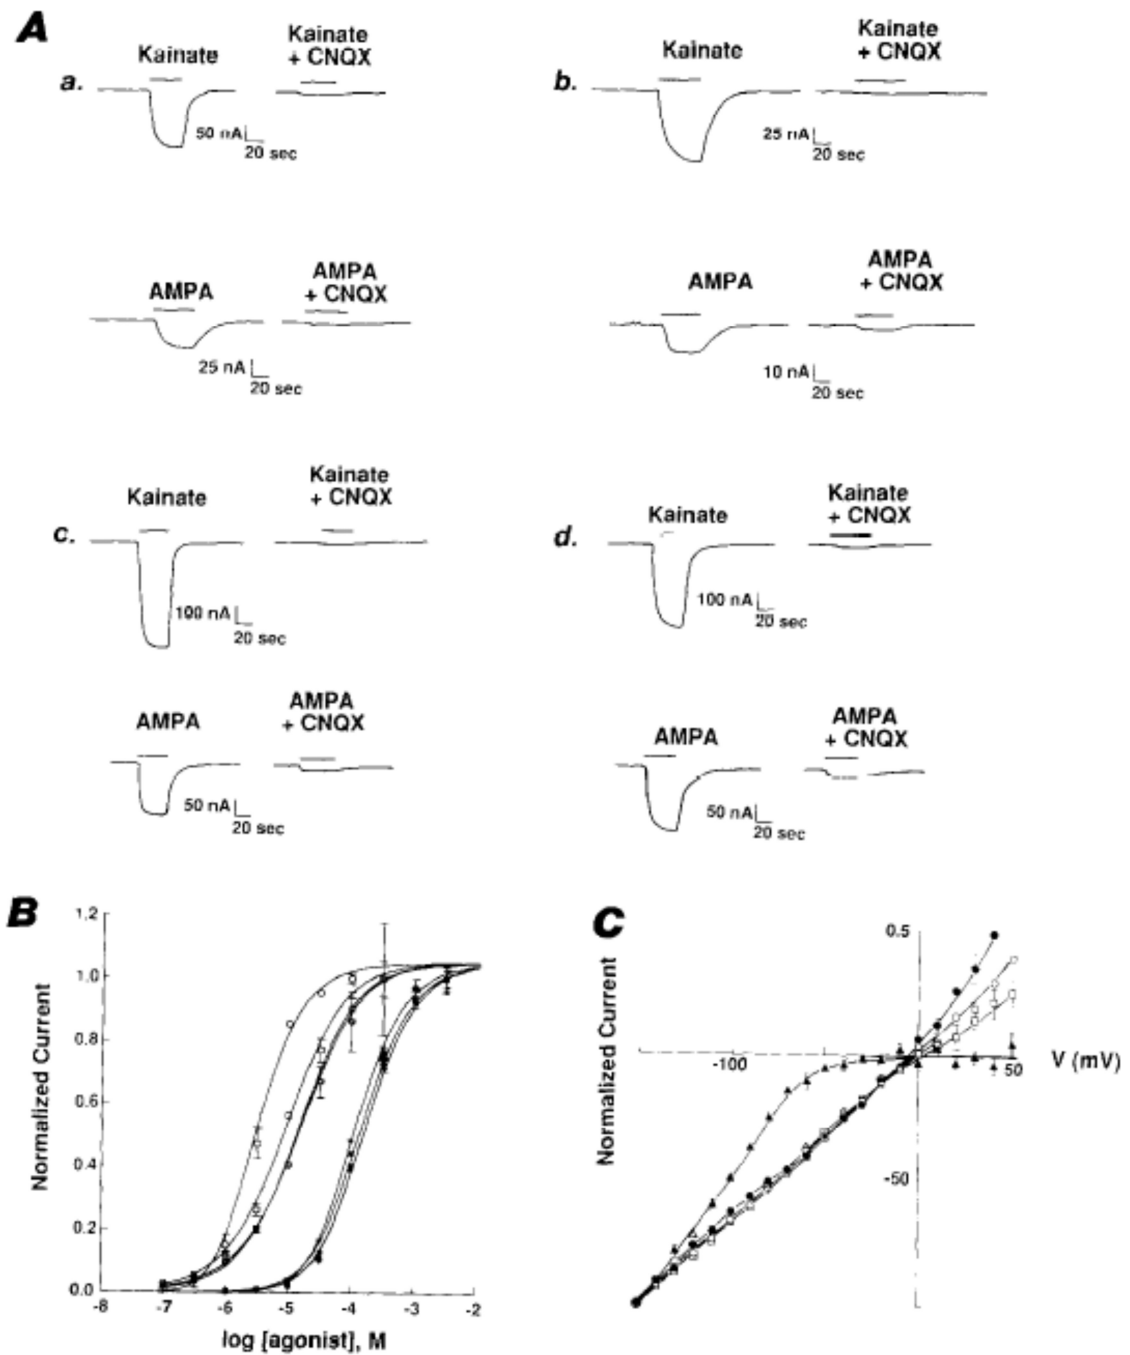 A
a.
Kainate
Kainate
+ CNQX
50 nA
20 sec
AMPA
AMPA
+ CNQX
25 nA
20 sec
b.
Kainate
Kainate
+ CNQX
25 nA
20 sec
AMPA
AMPA
+ CNQX
10 nA
20 sec
c.
Kainate
Kainate
+ CNQX
100 nA
20 sec
AMPA
AMPA
+ CNQX
50 nA
20 sec
d.
Kainate
Kainate
+ CNQX
100 nA
20 sec
AMPA
AMPA
+ CNQX
50 nA
20 sec
B
Normalized Current
1.2
1.0
0.8
0.6
0.4
0.2
0.0
-8
-7
-6
-5
-4
-3
-2
log [agonist], M
C
Normalized Current
0.5
-100
50
V (mV)
-50